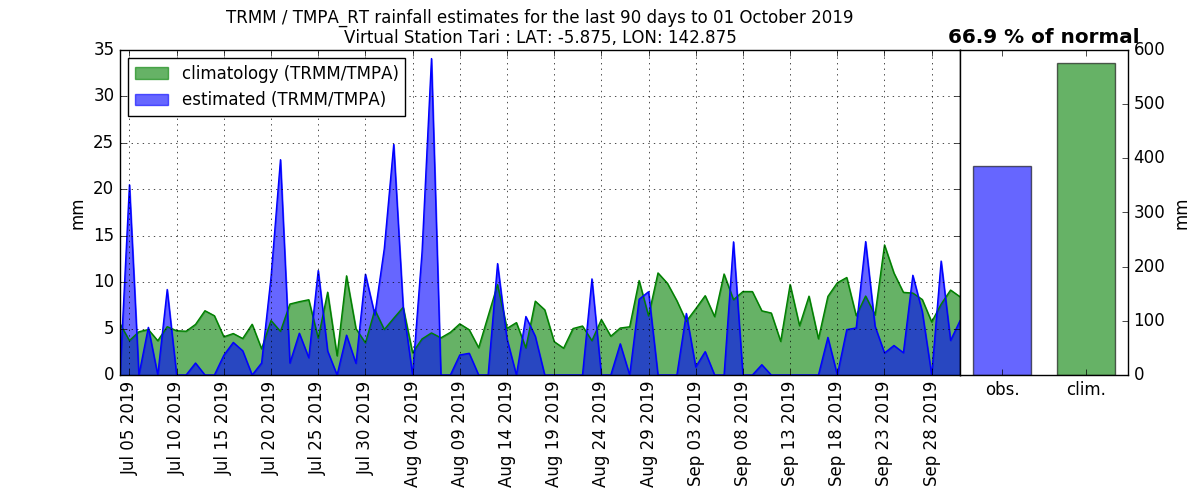 TRMM / TMPA_RT rainfall estimates for the last 90 days to 01 October 2019
Virtual Station Tari : LAT: -5.875, LON: 142.875
66.9 % of normal
climatology (TRMM/TMPA)
estimated (TRMM/TMPA)
35
30
25
20
15
10
5
0
mm
Jul 05 2019
Jul 10 2019
Jul 15 2019
Jul 20 2019
Jul 25 2019
Jul 30 2019
Aug 04 2019
Aug 09 2019
Aug 14 2019
Aug 19 2019
Aug 24 2019
Aug 29 2019
Sep 03 2019
Sep 08 2019
Sep 13 2019
Sep 18 2019
Sep 23 2019
Sep 28 2019
600
500
400
300
200
100
0
mm
obs.
clim.